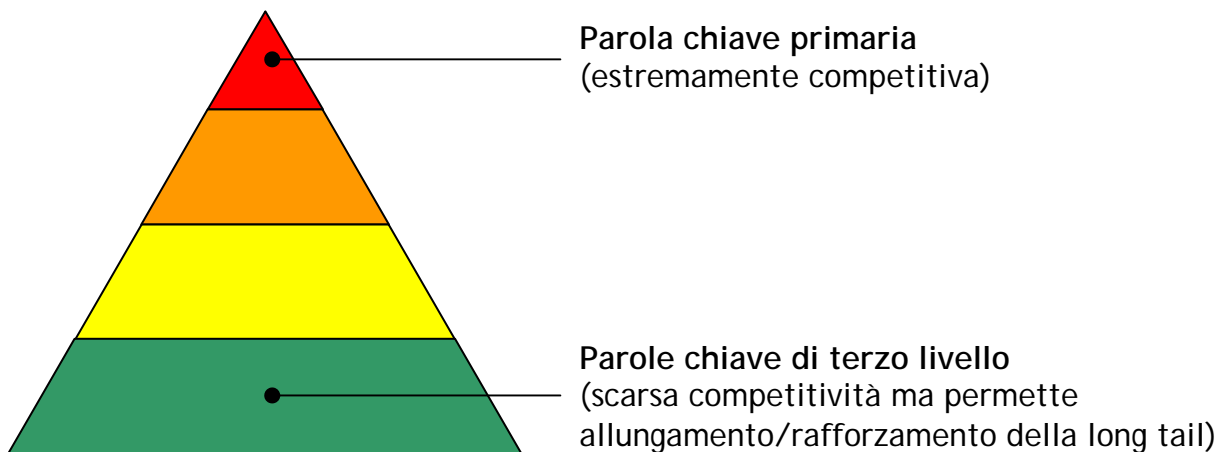 Parola chiave primaria
(estremamente competitiva)
Parole chiave di terzo livello
(scarsa competitività ma permette
allungamento/rafforzamento della long tail)